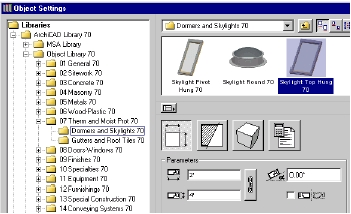 Object Settings
Libraries
ArchiCAD Library 70
MSA Library
Object Library 70
01 General 70
02 Sitework 70
03 Concrete 70
04 Masonry 70
05 Metals 70
06 Wood-Plastic 70
07 Therm and Moist Prot 70
Dormers and Skylights 70
Gutters and Roof Tiles 70
08 Doors-Windows 70
09 Finishes 70
10 Specialties 70
11 Equipment 70
12 Furnishings 70
13 Special Construction 70
14 Conveying Systems 70
Dormers and Skylights 70
Skylight Pivot Hung 70
Skylight Round 70
Skylight Top Hung 70
Parameters
2"
0.00°
4"